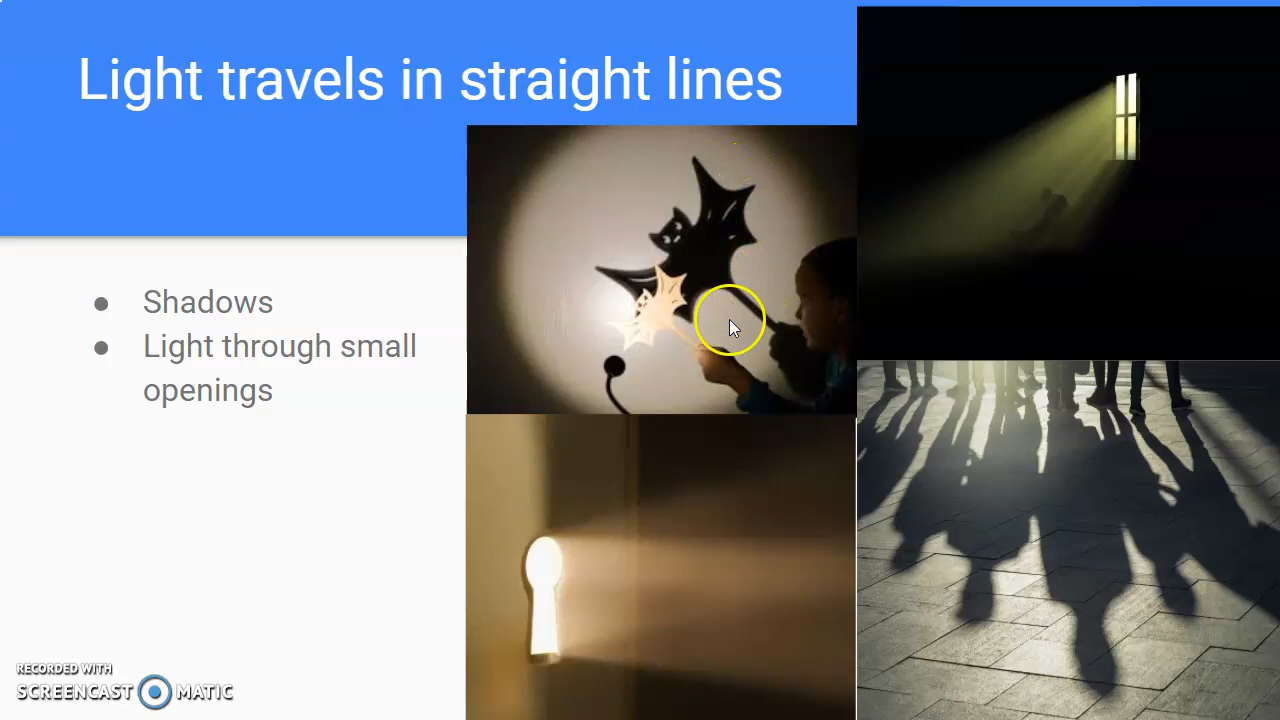 Light travels in straight lines
● Shadows
● Light through small
openings
RECORDED WITH
SCREENCAST MATIC